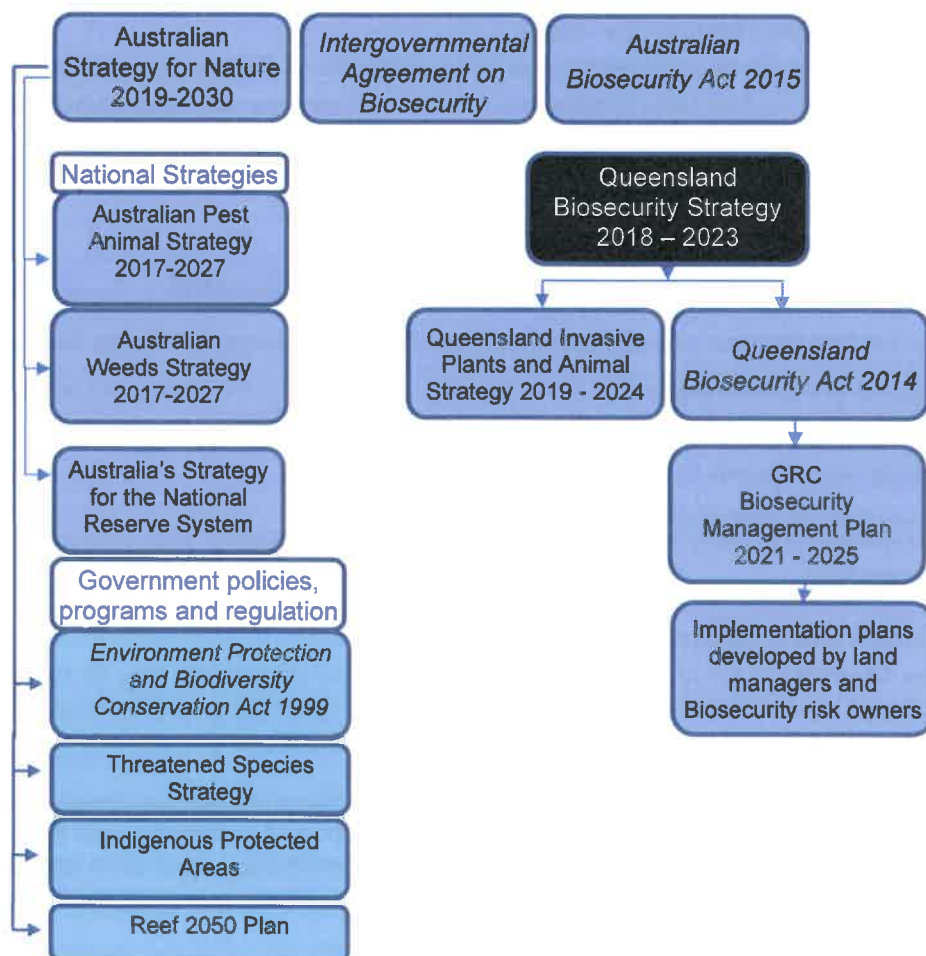 Australian
Strategy for Nature
2019-2030
Intergovernmental
Agreement on
Biosecurity
Australian
Biosecurity Act 2015
National Strategies
Australian Pest
Animal Strategy
2017-2027
Australian
Weeds Strategy
2017-2027
Australia's Strategy
for the National
Reserve System
Government policies,
programs and regulation
Environment Protection
and Biodiversity
Conservation Act 1999
Threatened Species
Strategy
Indigenous Protected
Areas
Reef 2050 Plan
Queensland
Biosecurity Strategy
2018 – 2023
Queensland Invasive
Plants and Animal
Strategy 2019 - 2024
Queensland
Biosecurity Act 2014
GRC
Biosecurity
Management Plan
2021 - 2025
Implementation plans
developed by land
managers and
Biosecurity risk owners